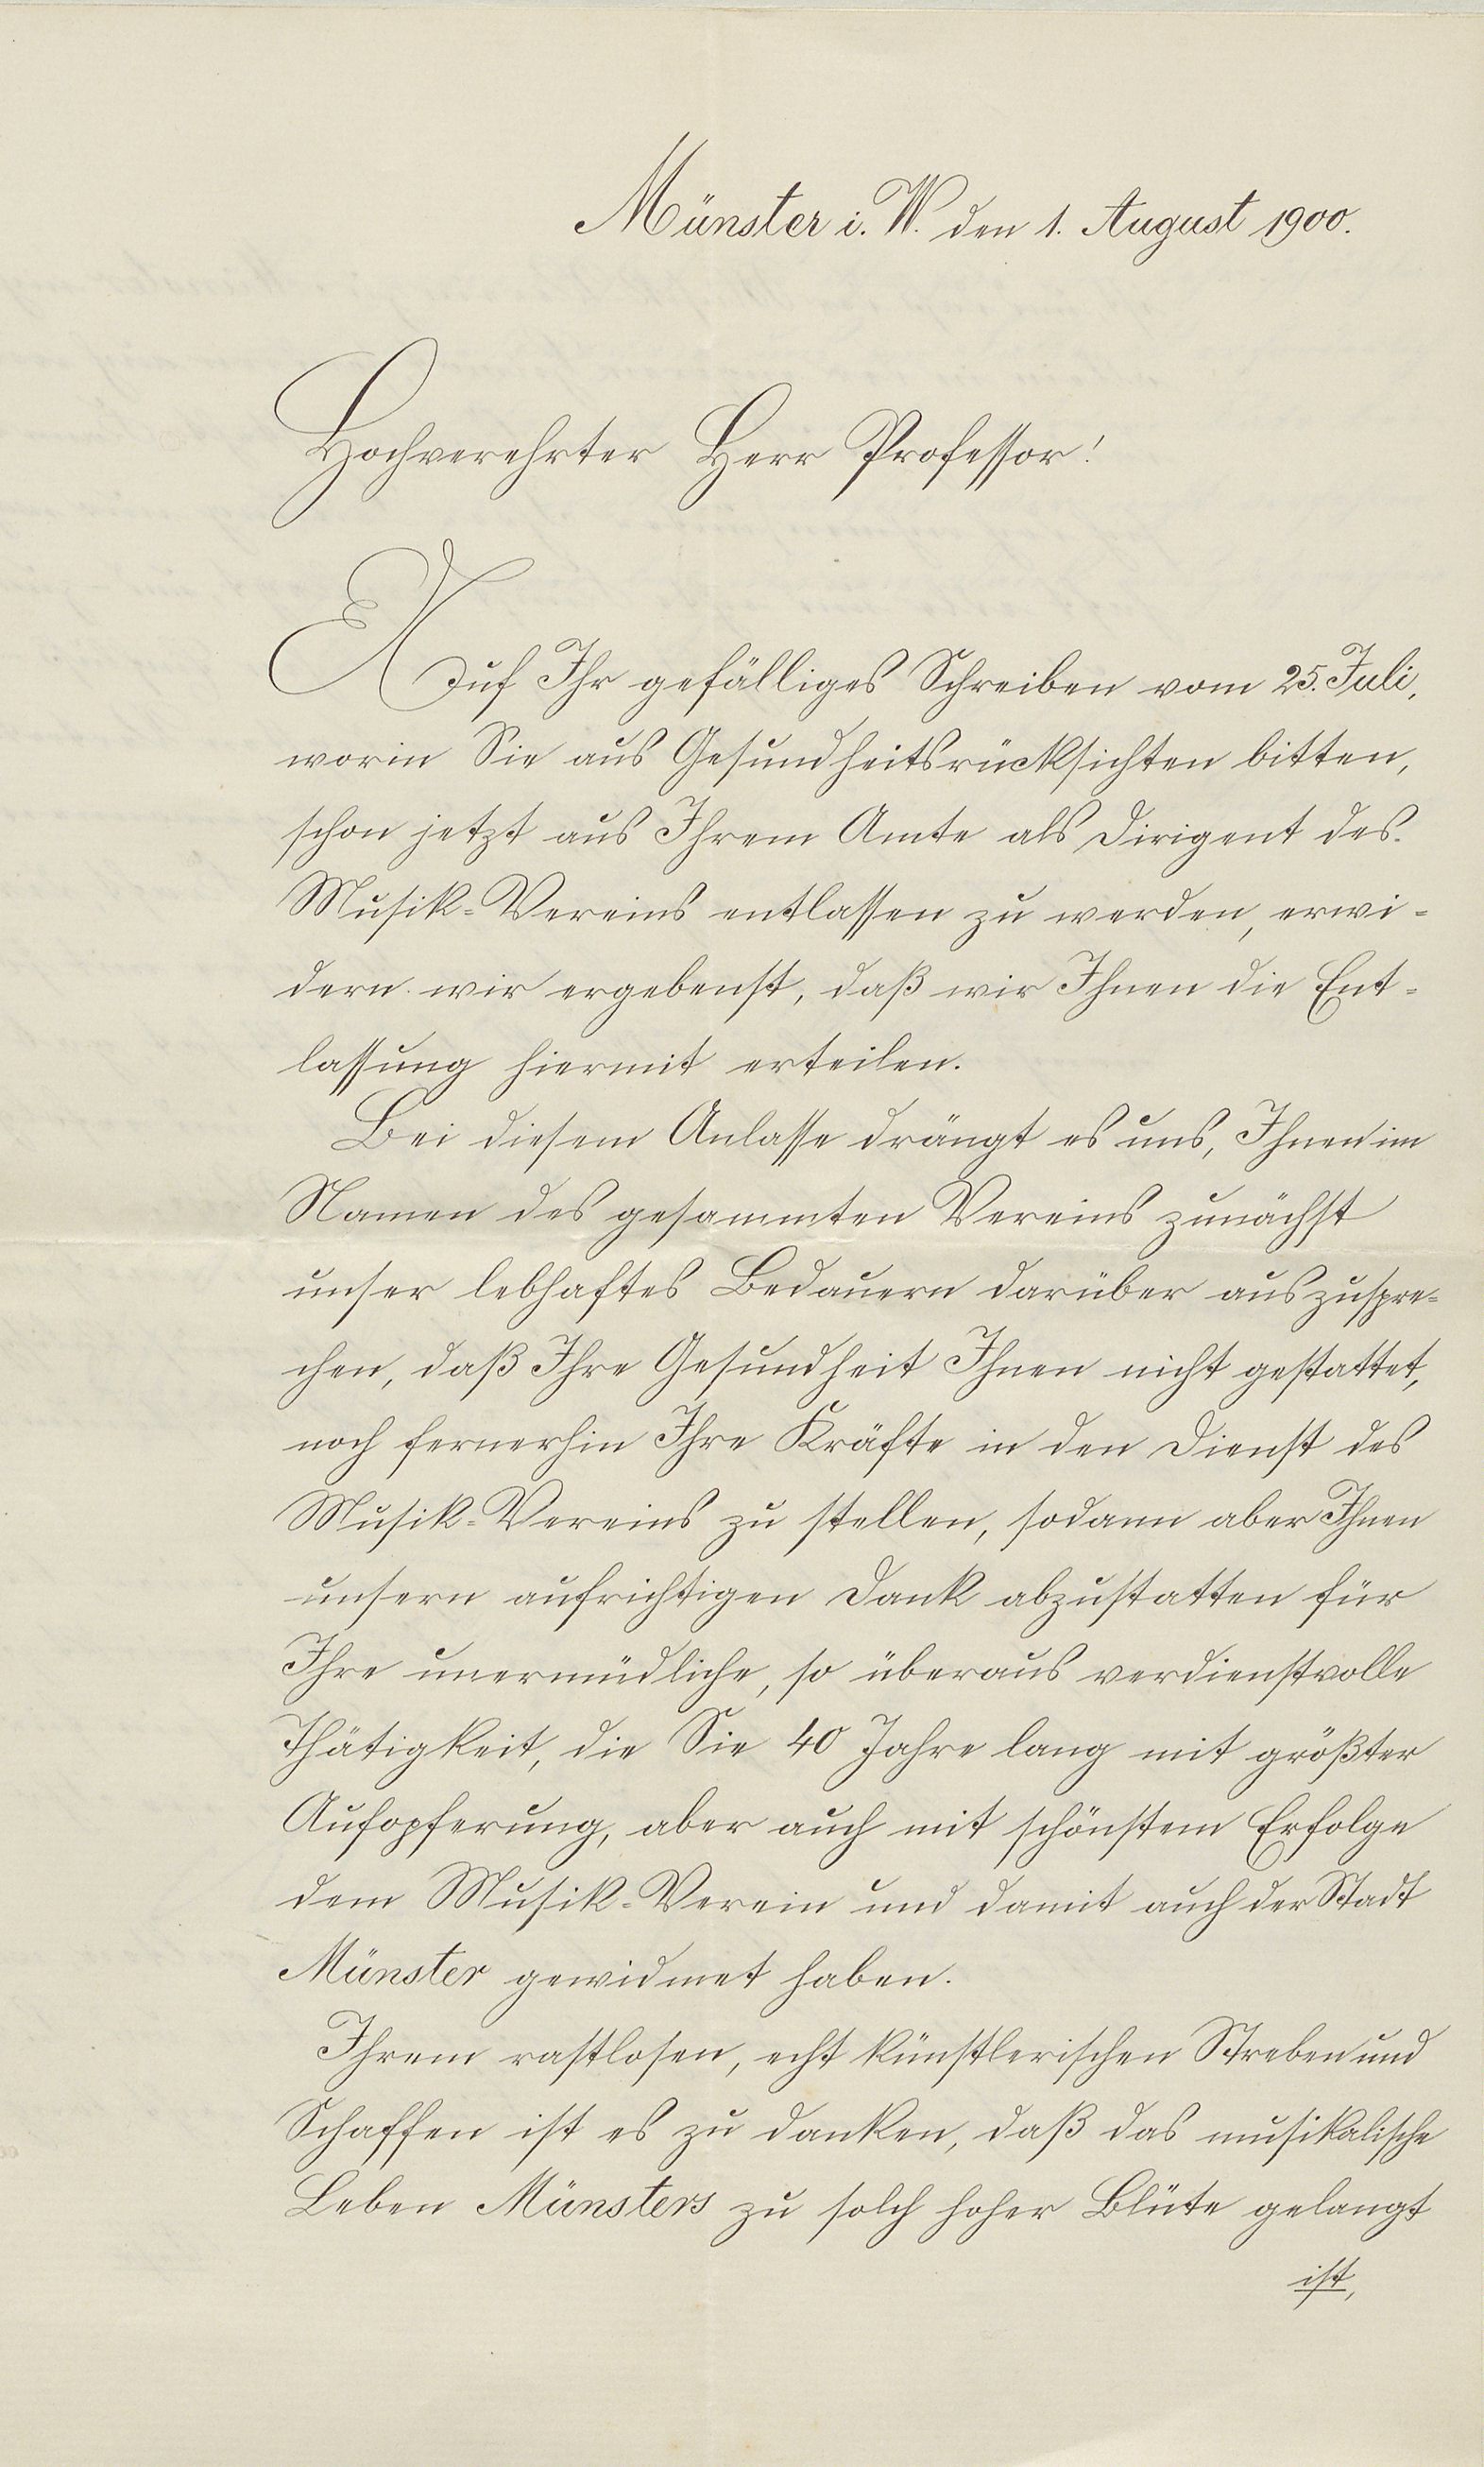 Münster i. W. den 1. August 1900.
Hochverehrter Herr Professor!
Auf Ihr gefälliges Schreiben vom 25. Juli,
worin Sie aus Gesundheitsrücksichten bitten,
schon jetzt aus Ihrem Amte als Dirigent des
Musik-Vereins entlassen zu werden, erwi-
dern wir ergebenst, daß wir Ihnen die Ent-
lassung hiermit erteilen.
Bei diesem Anlasse drängt es uns, Ihnen im
Namen des gesammten Vereins zunächst
unser lebhaftes Bedauern darüber auszuspre-
chen, daß Ihre Gesundheit Ihnen nicht gestattet,
noch fernerhin Ihre Kräfte in den Dienst des
Musik-Vereins zu stellen, sodann aber Ihnen
unsern aufrichtigen Dank abzustatten für
Ihre unermüdliche, so überaus verdienstvolle
Thätigkeit, die Sie 40 Jahre lang mit größter
Aufopferung, aber auch mit schönstem Erfolge
dem Musik-Verein und damit auch der Stadt
Münster gewidmet haben.
Ihrem rastlosen, echt künstlerischen Streben und
Schaffen ist es zu danken, daß das musikalische
Leben Münsters zu solch hoher Blüte gelangt
ist,